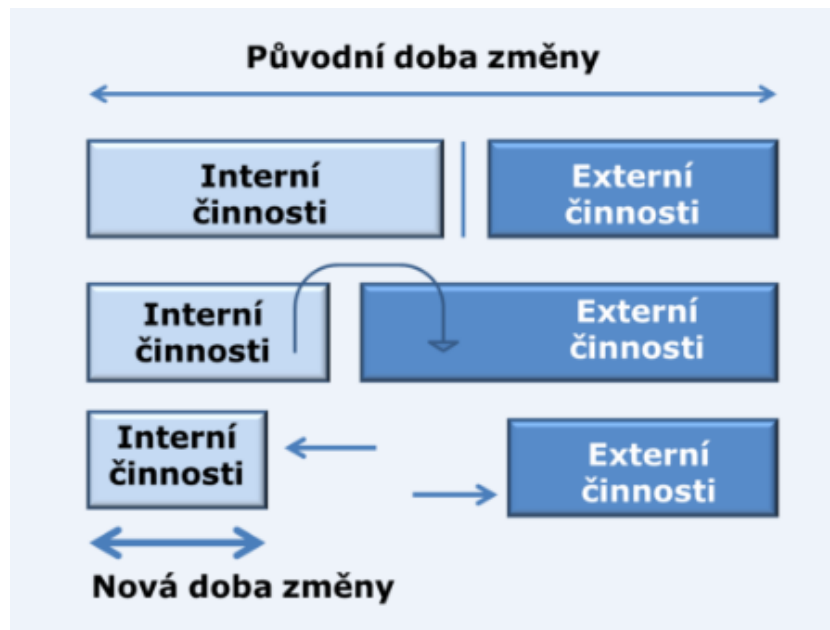 Původní doba změny
Interní
činnosti
Externí
činnosti
Interní
činnosti
Externí
činnosti
Interní
činnosti
Externí
činnosti
Nová doba změny